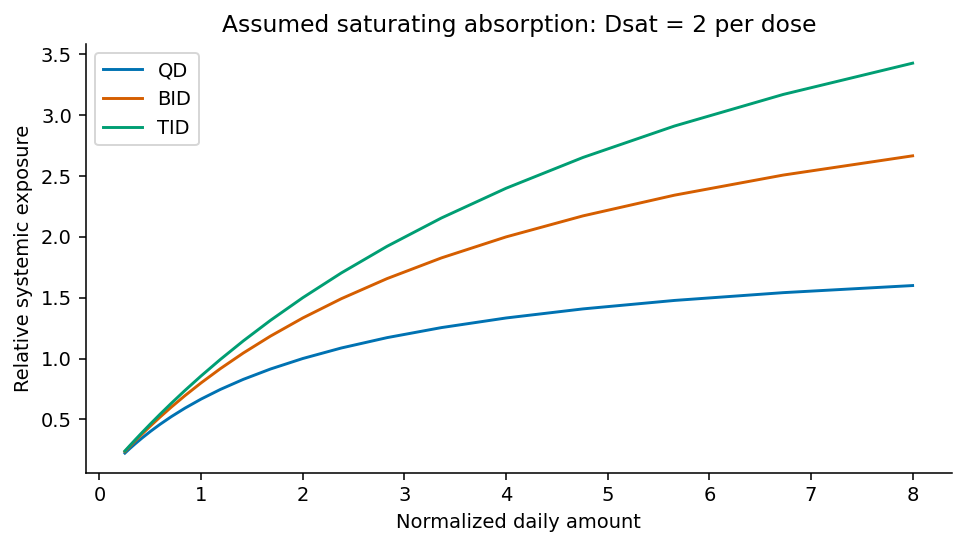 Assumed saturating absorption: Dsat = 2 per dose
QD
BID
TID
Relative systemic exposure
3.5
3.0
2.5
2.0
1.5
1.0
0.5
0 1 2 3 4 5 6 7 8
Normalized daily amount